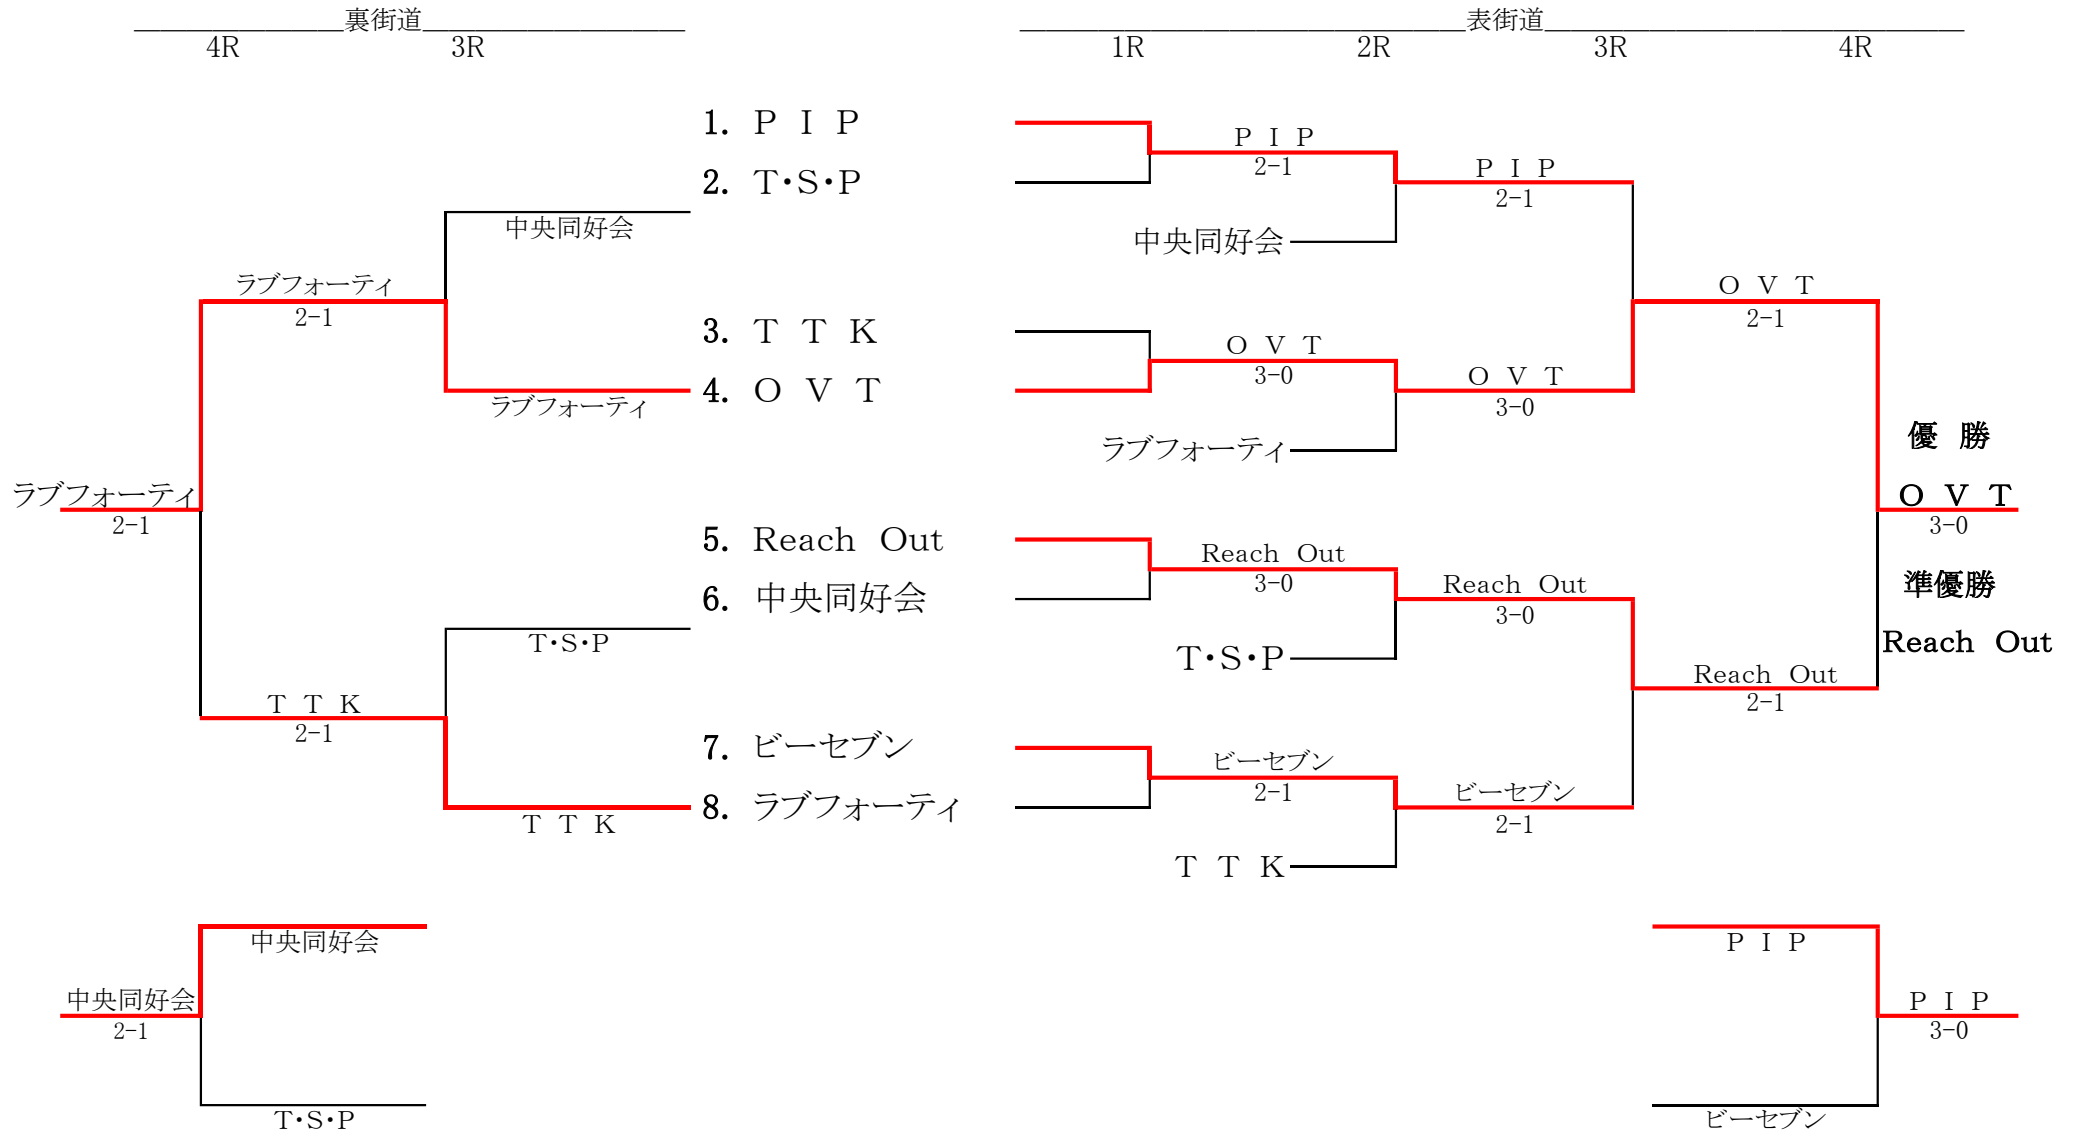 裏街道 表街道
4R 3R 1R 2R 3R 4R
1. P I P
P I P
2-1
P I P
2-1
2. T・S・P
中央同好会
中央同好会
ラブフォーティ
2-1
O V T
2-1
3. T T K
O V T
3-0
O V T
3-0
4. O V T
ラブフォーティ
ラブフォーティ
優 勝
ラブフォーティ
2-1
O V T
3-0
5. Reach Out
Reach Out
3-0
Reach Out
3-0
準優勝
6. 中央同好会
T・S・P
T・S・P
Reach Out
Reach Out
2-1
T T K
2-1
7. ビーセブン
ビーセブン
2-1
ビーセブン
2-1
8. ラブフォーティ
T T K
T T K
中央同好会
P I P
中央同好会
2-1
P I P
3-0
T・S・P
ビーセブン